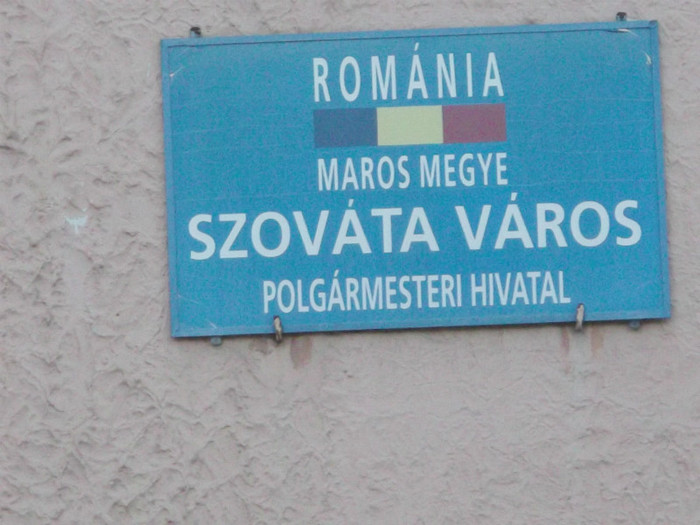 ROMÁNIA
MAROS MEGYE
SZOVÁTA VÁROS
POLGÁRMESTERI HIVATAL